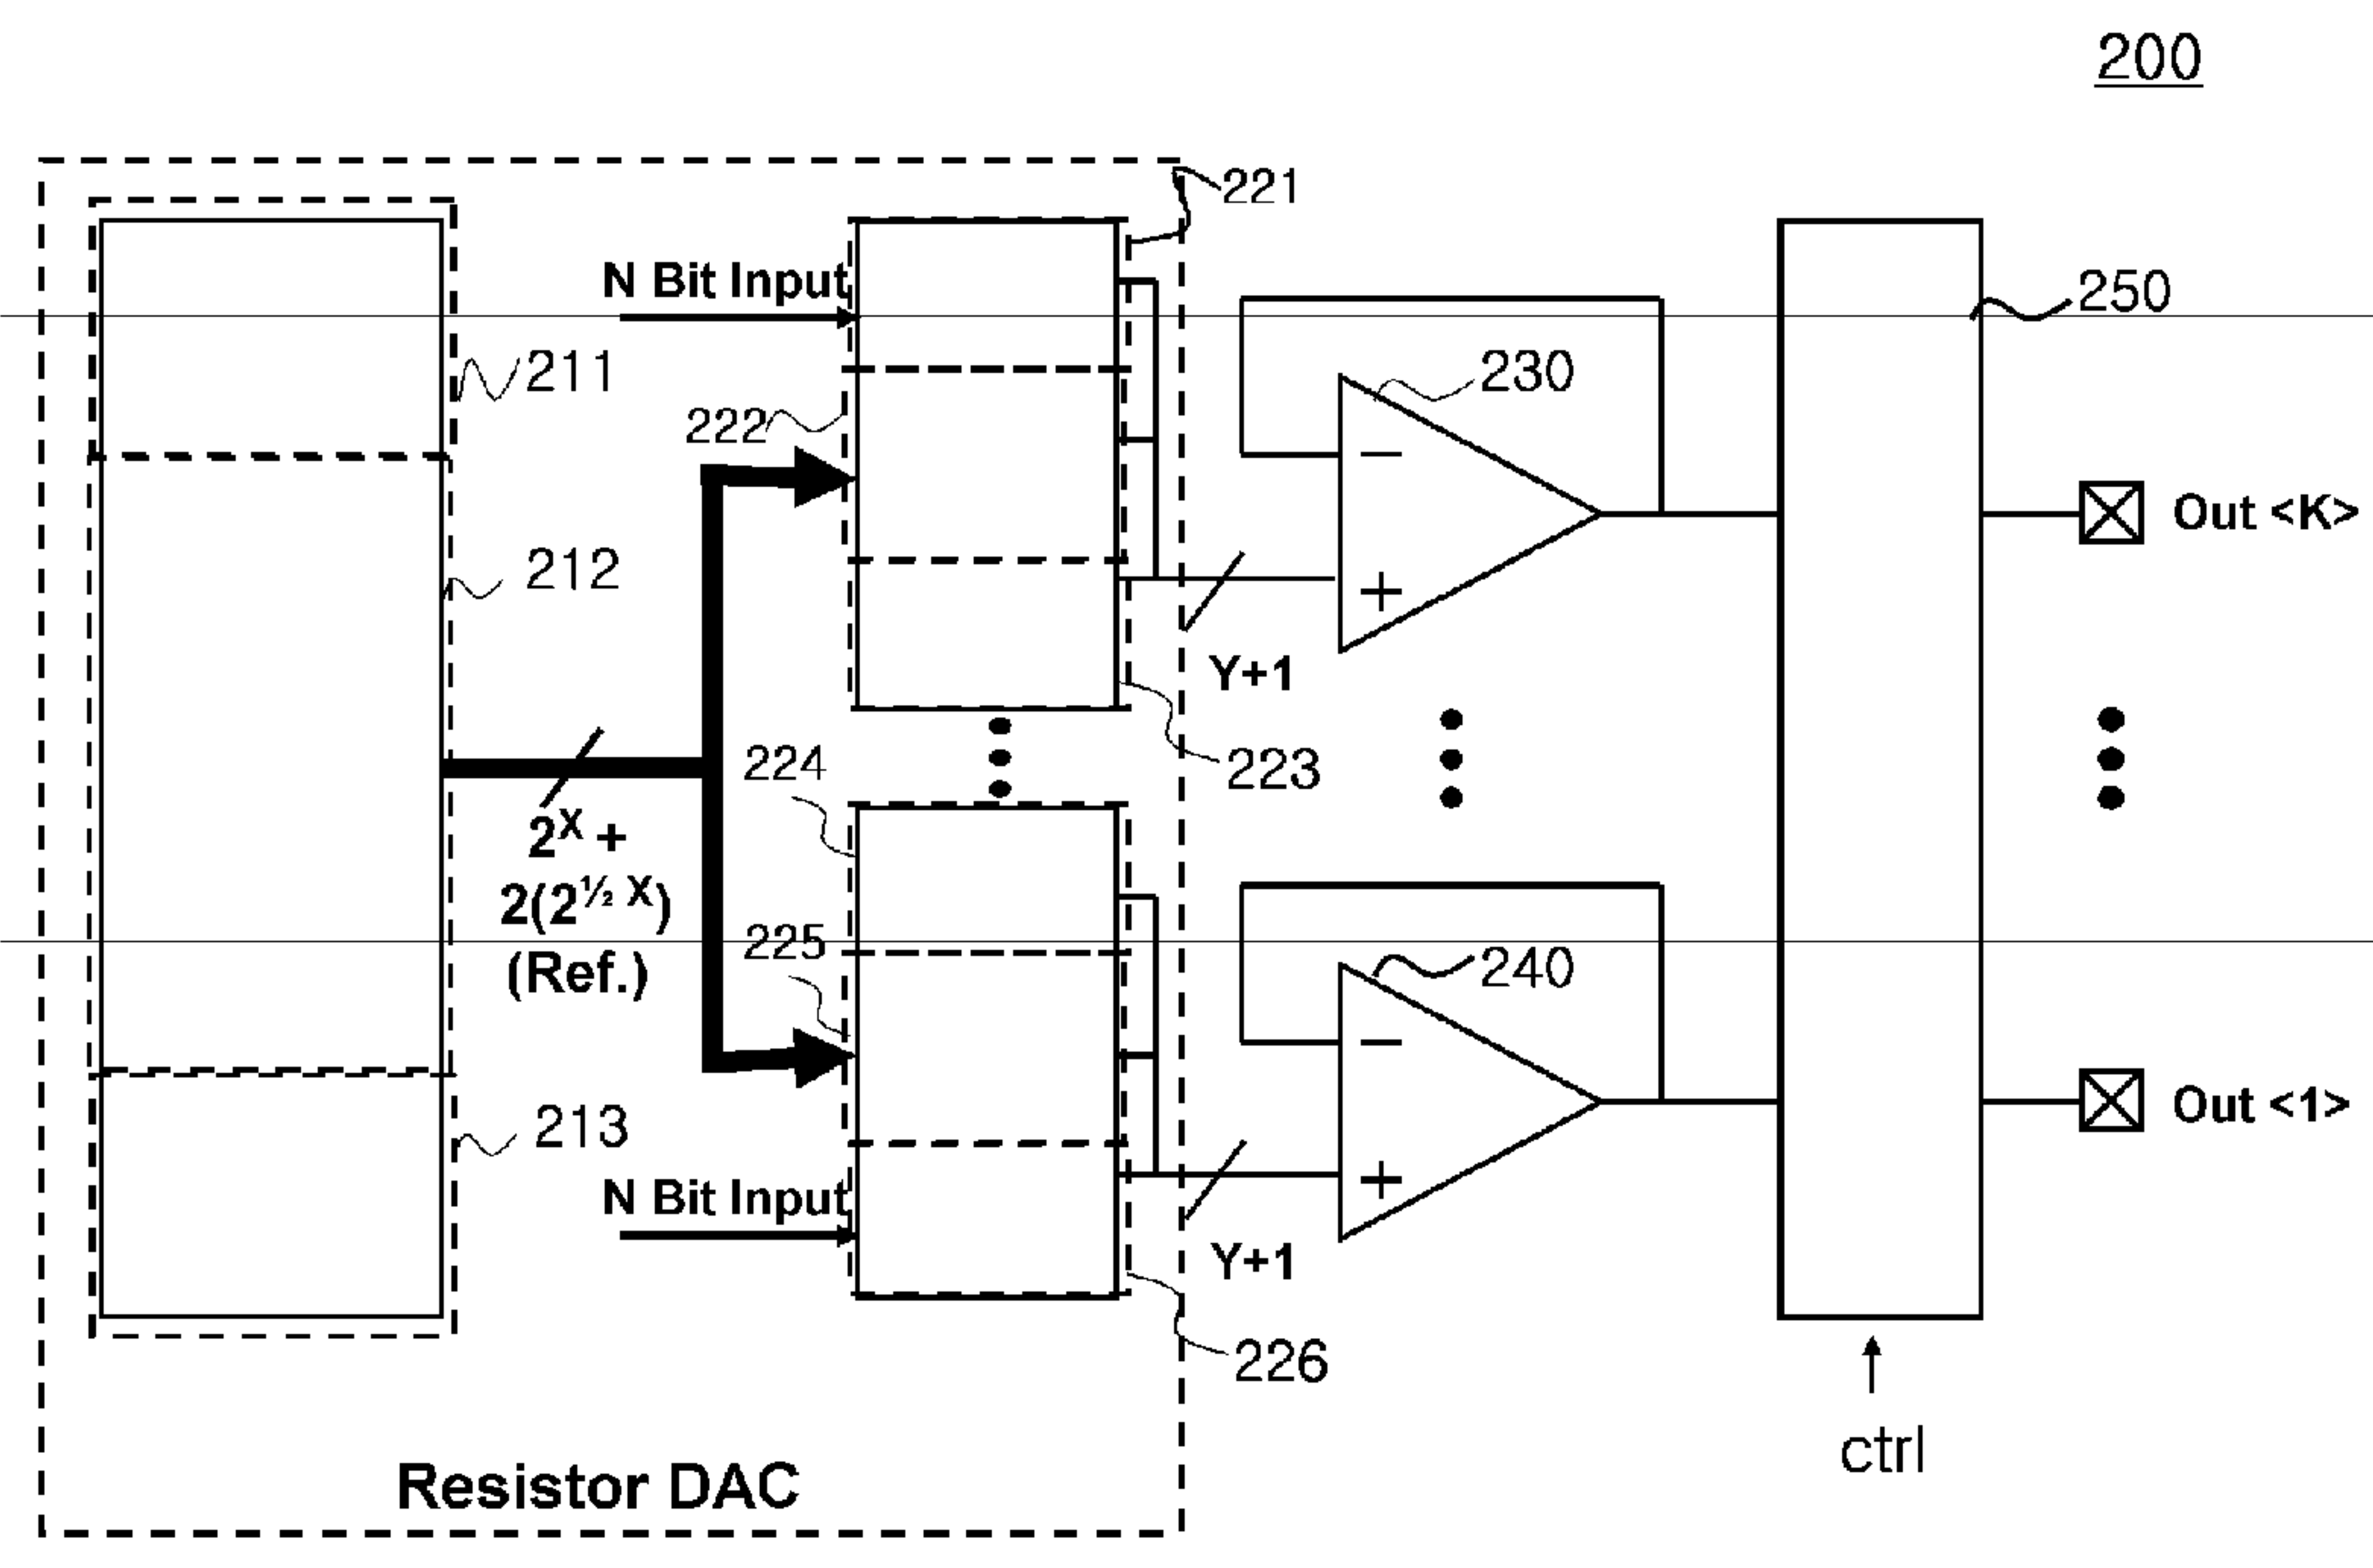 200
221
N Bit Input
250
211
230
222
Out <K>
212
Y+1
224
223
2^X +
2(2^½ X)
(Ref.)
225
240
213
Out <1>
N Bit Input
Y+1
226
ctrl
Resistor DAC
−
+
−
+